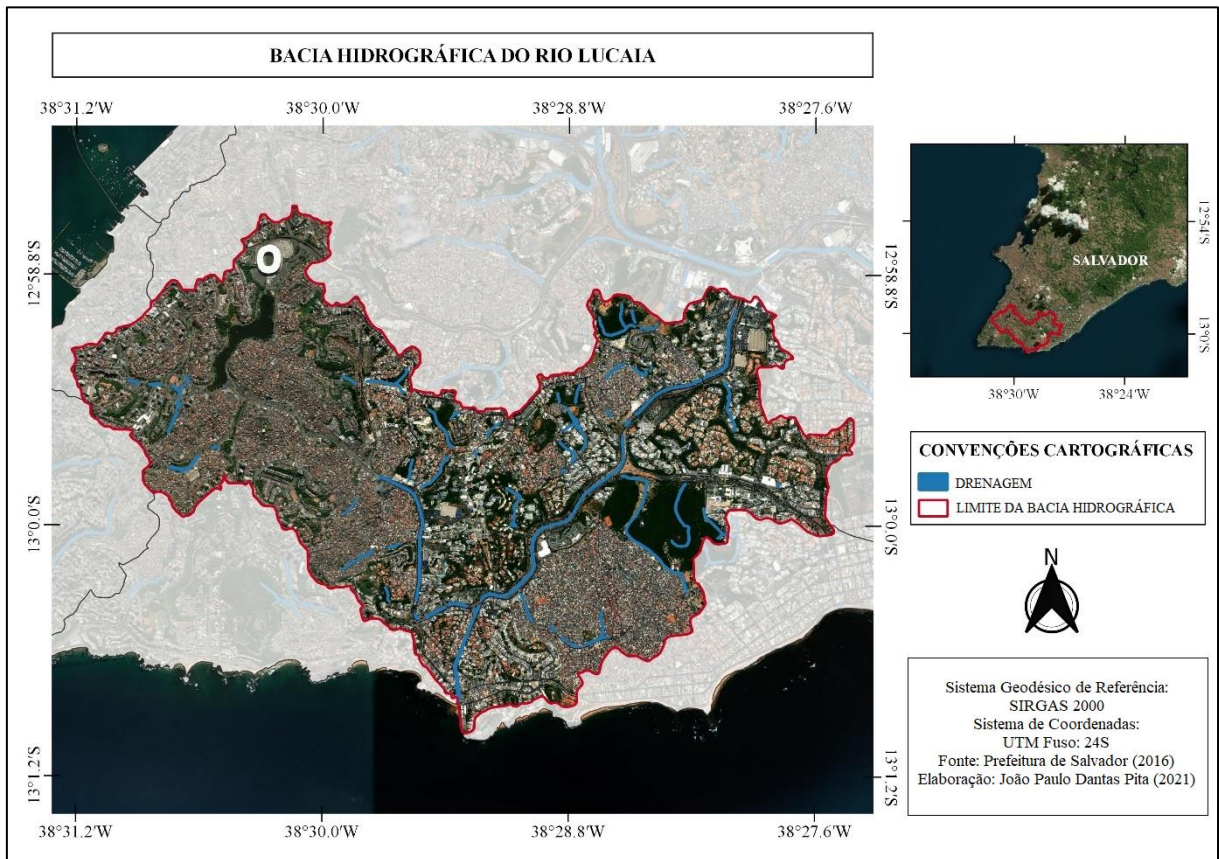 BACIA HIDROGRÁFICA DO RIO LUCAIA
38°31.2'W 38°30.0'W 38°28.8'W 38°27.6'W
12°58.8'S
12°58.8'S
13°0.0'S
13°0.0'S
13°1.2'S
13°1.2'S
38°31.2'W 38°30.0'W 38°28.8'W 38°27.6'W
SALVADOR
12°54'S
13°0'S
38°30'W 38°24'W
CONVENÇÕES CARTOGRÁFICAS
DRENAGEM
LIMITE DA BACIA HIDROGRÁFICA
N
Sistema Geodésico de Referência:
SIRGAS 2000
Sistema de Coordenadas:
UTM Fuso: 24S
Fonte: Prefeitura de Salvador (2016)
Elaboração: João Paulo Dantas Pita (2021)